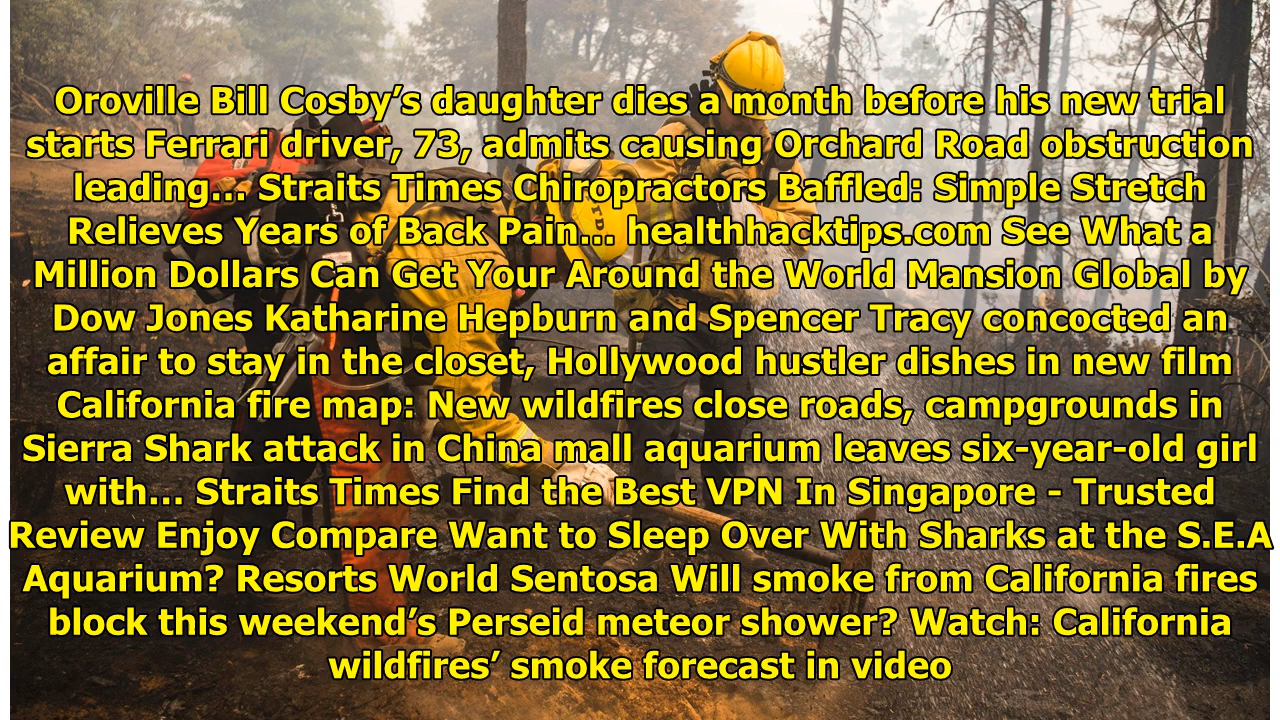 Oroville Bill Cosby’s daughter dies a month before his new trial
starts Ferrari driver, 73, admits causing Orchard Road obstruction
leading... Straits Times Chiropractors Baffled: Simple Stretch
Relieves Years of Back Pain... healthhacktips.com See What a
Million Dollars Can Get Your Around the World Mansion Global by
Dow Jones Katharine Hepburn and Spencer Tracy concocted an
affair to stay in the closet, Hollywood hustler dishes in new film
California fire map: New wildfires close roads, campgrounds in
Sierra Shark attack in China mall aquarium leaves six-year-old girl
with... Straits Times Find the Best VPN In Singapore - Trusted
Review Enjoy Compare Want to Sleep Over With Sharks at the S.E.A
Aquarium? Resorts World Sentosa Will smoke from California fires
block this weekend’s Perseid meteor shower? Watch: California
wildfires’ smoke forecast in video